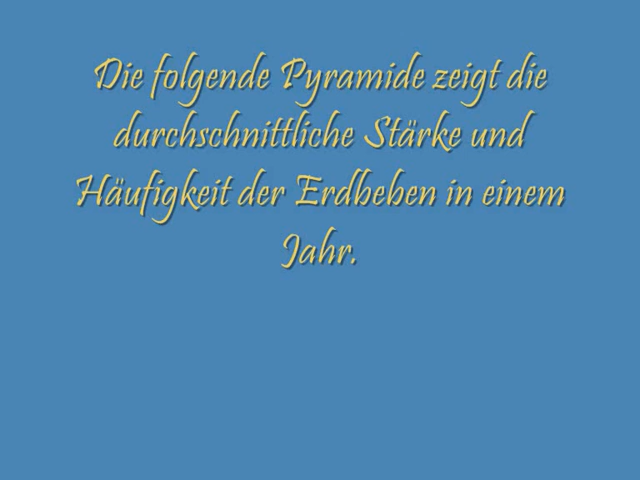 Die folgende Pyramide zeigt die
durchschnittliche Stärke und
Häufigkeit der Erdbeben in einem
Jahr.